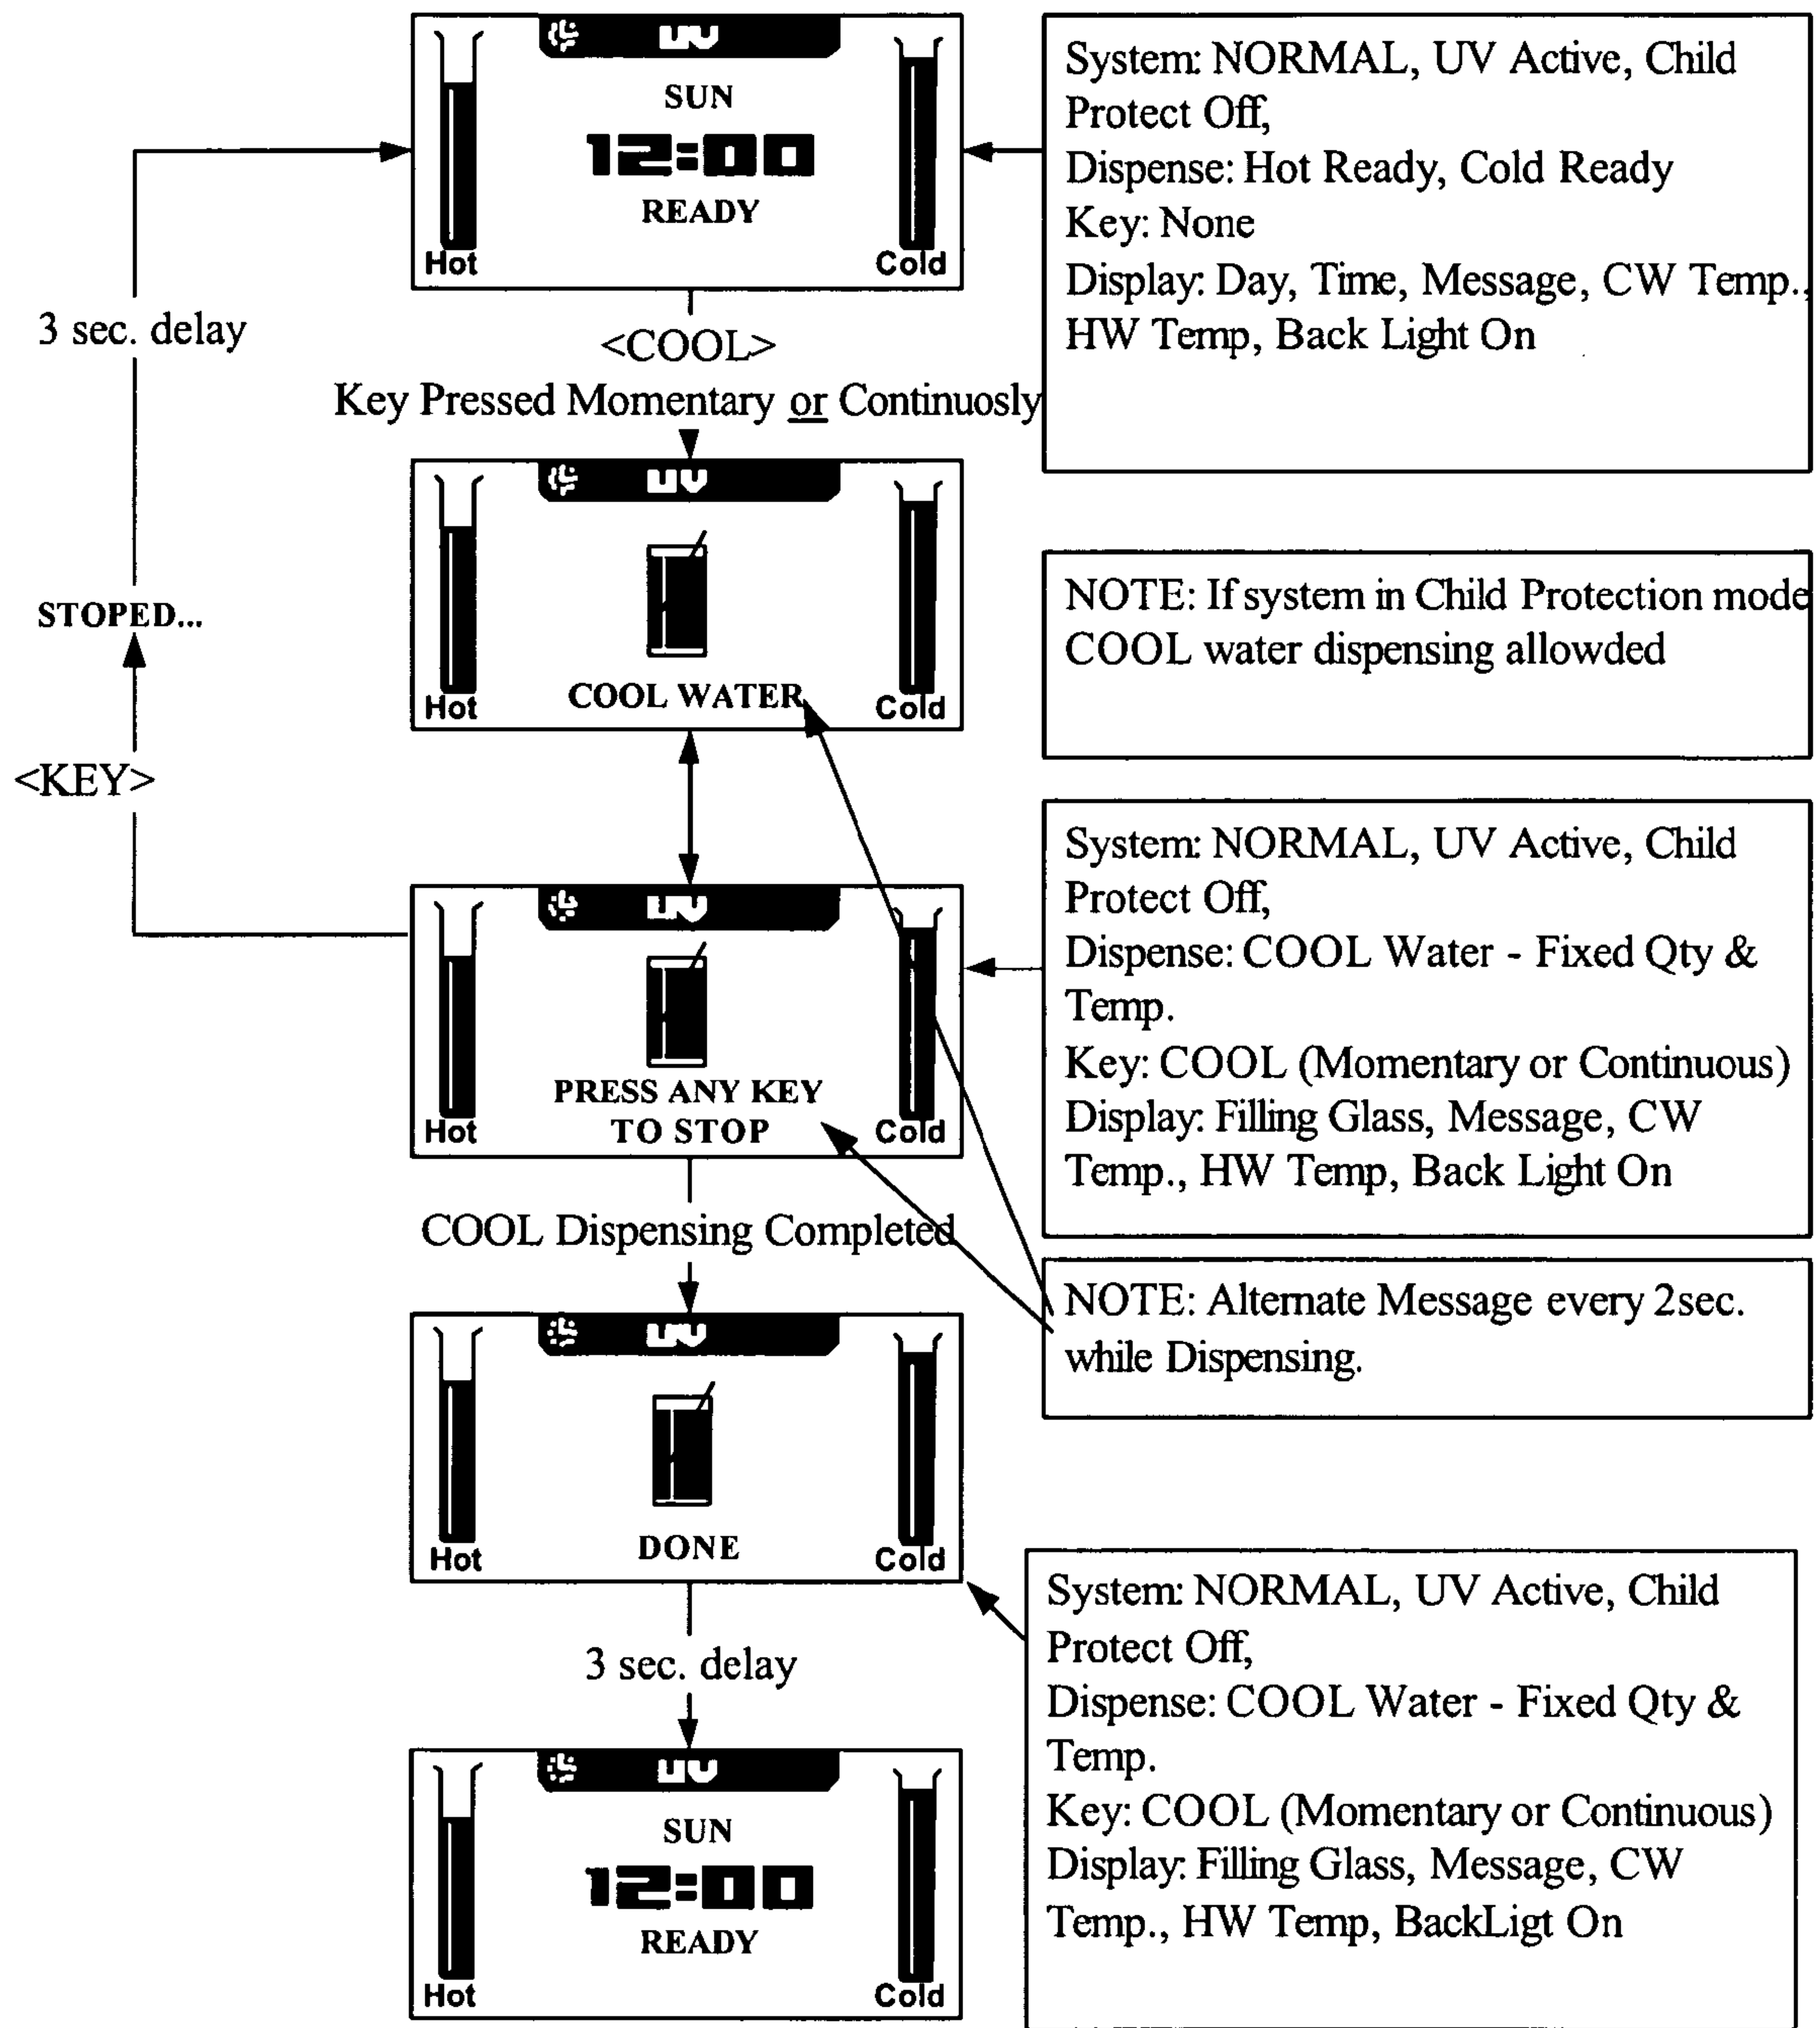 UV
SUN
12:00
READY
Hot
Cold
System: NORMAL, UV Active, Child
Protect Off,
Dispense: Hot Ready, Cold Ready
Key: None
Display: Day, Time, Message, CW Temp.,
HW Temp, Back Light On
3 sec. delay
<COOL>
Key Pressed Momentary or Continuosly
UV
COOL WATER
Hot
Cold
NOTE: If system in Child Protection mode
COOL water dispensing allowded
STOPED...
<KEY>
UV
PRESS ANY KEY
TO STOP
Hot
Cold
System: NORMAL, UV Active, Child
Protect Off,
Dispense: COOL Water - Fixed Qty &
Temp.
Key: COOL (Momentary or Continuous)
Display: Filling Glass, Message, CW
Temp., HW Temp, Back Light On
COOL Dispensing Completed
NOTE: Alternate Message every 2sec.
while Dispensing.
UV
DONE
Hot
Cold
System: NORMAL, UV Active, Child
Protect Off,
Dispense: COOL Water - Fixed Qty &
Temp.
Key: COOL (Momentary or Continuous)
Display: Filling Glass, Message, CW
Temp., HW Temp, BackLigt On
3 sec. delay
UV
SUN
12:00
READY
Hot
Cold